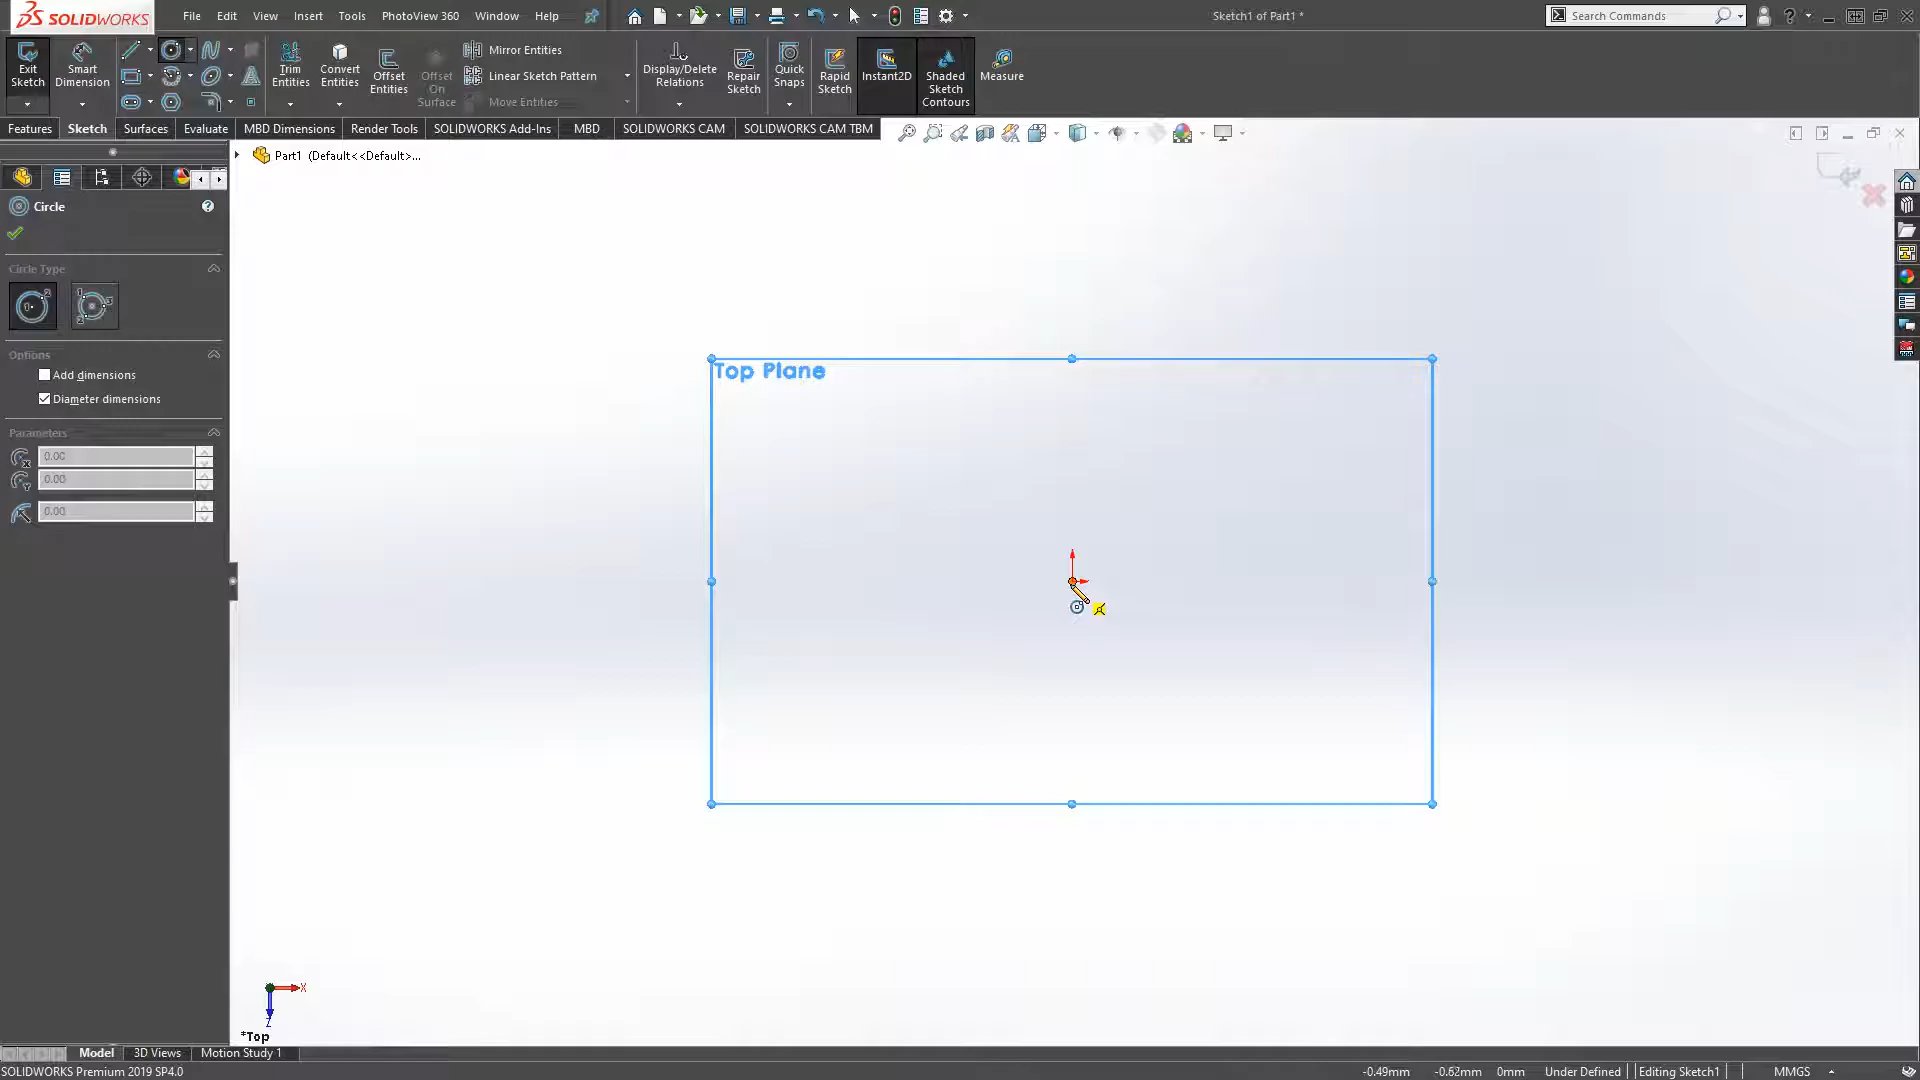 SOLIDWORKS File Edit View Insert Tools PhotoView 360 Window Help Sketch1 of Part1 * Search Commands
Exit Sketch
Smart Dimension
Trim Entities
Convert Entities
Offset Entities
Offset On Surface
Mirror Entities
Linear Sketch Pattern
Move Entities
Display/Delete Relations
Repair Sketch
Quick Snaps
Rapid Sketch
Instant2D
Shaded Sketch Contours
Measure
Features Sketch Surfaces Evaluate MBD Dimensions Render Tools SOLIDWORKS Add-Ins MBD SOLIDWORKS CAM SOLIDWORKS CAM TBM
Part1 (Default<<Default>...
Circle
Circle Type
Options
Add dimensions
Diameter dimensions
Parameters
0.00
0.00
0.00
Top Plane
X
Z
*Top
Model 3D Views Motion Study 1
SOLIDWORKS Premium 2019 SP4.0 -0.49mm -0.62mm 0mm Under Defined Editing Sketch1 MMGS